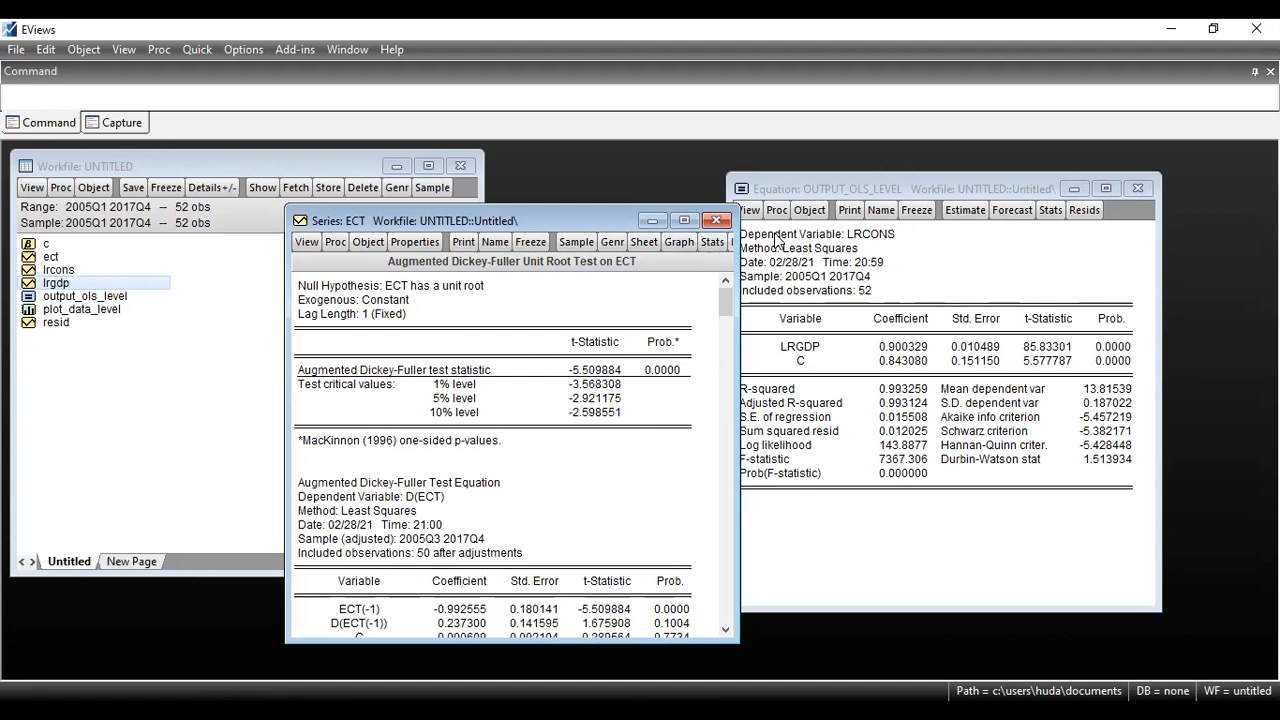 EViews
File Edit Object View Proc Quick Options Add-ins Window Help
Command
Command Capture
Workfile: UNTITLED
View Proc Object Save Freeze Details+/- Show Fetch Store Delete Genr Sample
Range: 2005Q1 2017Q4 -- 52 obs
Sample: 2005Q1 2017Q4 -- 52 obs
c
ect
lrcons
lrgdp
output_ols_level
plot_data_level
resid
Untitled New Page
Series: ECT Workfile: UNTITLED::Untitled\
View Proc Object Properties Print Name Freeze Sample Genr Sheet Graph Stats
Augmented Dickey-Fuller Unit Root Test on ECT
Null Hypothesis: ECT has a unit root
Exogenous: Constant
Lag Length: 1 (Fixed)
t-Statistic Prob.*
Augmented Dickey-Fuller test statistic -5.509884 0.0000
Test critical values: 1% level -3.568308
5% level -2.921175
10% level -2.598551
*MacKinnon (1996) one-sided p-values.
Augmented Dickey-Fuller Test Equation
Dependent Variable: D(ECT)
Method: Least Squares
Date: 02/28/21 Time: 21:00
Sample (adjusted): 2005Q3 2017Q4
Included observations: 50 after adjustments
Variable Coefficient Std. Error t-Statistic Prob.
ECT(-1) -0.992555 0.180141 -5.509884 0.0000
D(ECT(-1)) 0.237300 0.141595 1.675908 0.1004
C 0.000609 0.002104 0.289564 0.7734
Equation: OUTPUT_OLS_LEVEL Workfile: UNTITLED::Untitled\
View Proc Object Print Name Freeze Estimate Forecast Stats Resids
Dependent Variable: LRCONS
Method: Least Squares
Date: 02/28/21 Time: 20:59
Sample: 2005Q1 2017Q4
Included observations: 52
Variable Coefficient Std. Error t-Statistic Prob.
LRGDP 0.900329 0.010489 85.83301 0.0000
C 0.843080 0.151150 5.577787 0.0000
R-squared 0.993259 Mean dependent var 13.81539
Adjusted R-squared 0.993124 S.D. dependent var 0.187022
S.E. of regression 0.015508 Akaike info criterion -5.457219
Sum squared resid 0.012025 Schwarz criterion -5.382171
Log likelihood 143.8877 Hannan-Quinn criter. -5.428448
F-statistic 7367.306 Durbin-Watson stat 1.513934
Prob(F-statistic) 0.000000
Path = c:\users\huda\documents DB = none WF = untitled